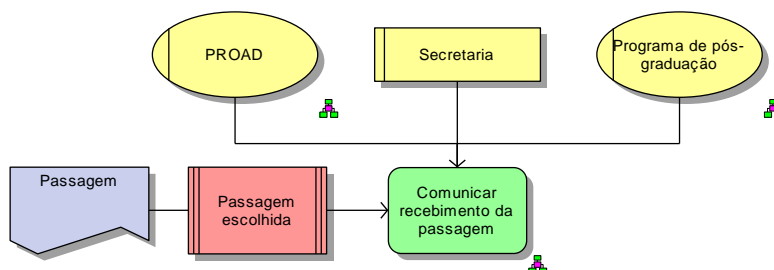 PROAD
Secretaria
Programa de pós-
graduação
Passagem
Passagem
escolhida
Comunicar
recebimento da
passagem